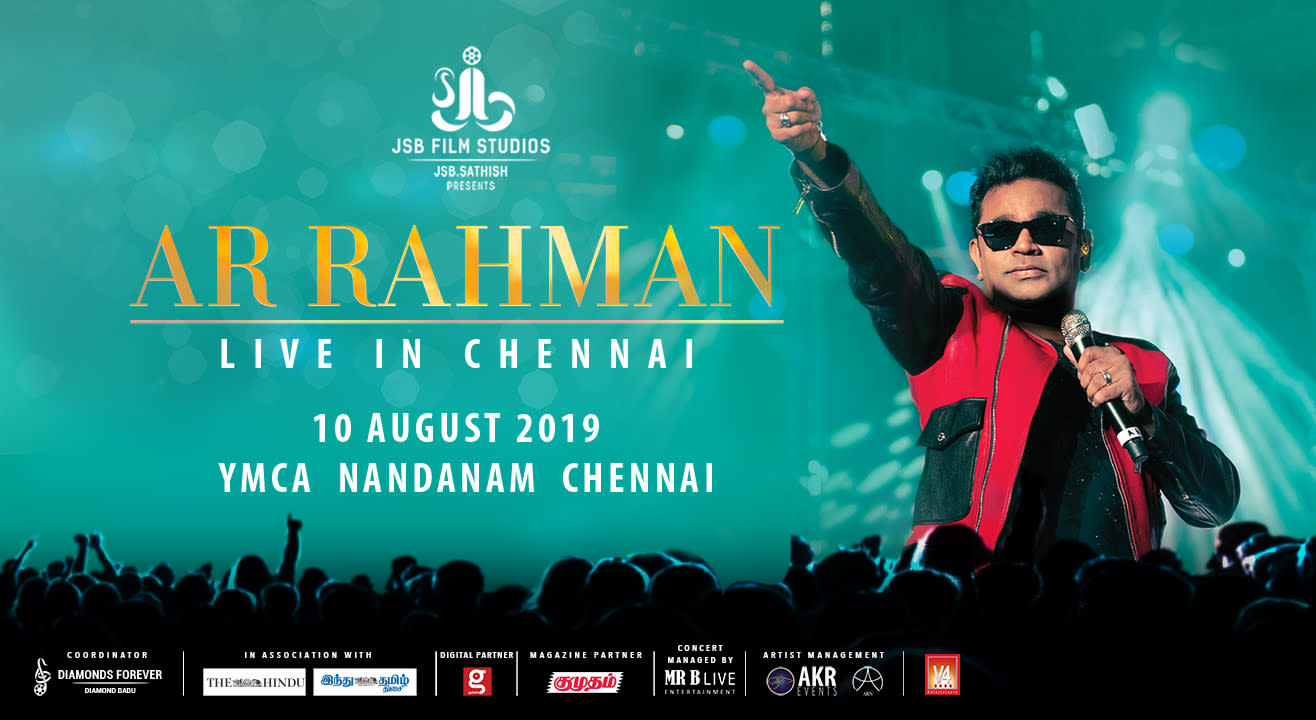 JSB FILM STUDIOS
JSB.SATHISH
PRESENTS
AR RAHMAN
LIVE IN CHENNAI
10 AUGUST 2019
YMCA NANDANAM CHENNAI
COORDINATOR
DIAMONDS FOREVER
DIAMOND BABU
IN ASSOCIATION WITH
THE HINDU
இந்து தமிழ்
திசை
DIGITAL PARTNER
g
MAGAZINE PARTNER
குமுதம்
CONCERT
MANAGED BY
MR B LIVE
ENTERTAINMENT
ARTIST MANAGEMENT
AKR
EVENTS
ARN
V4